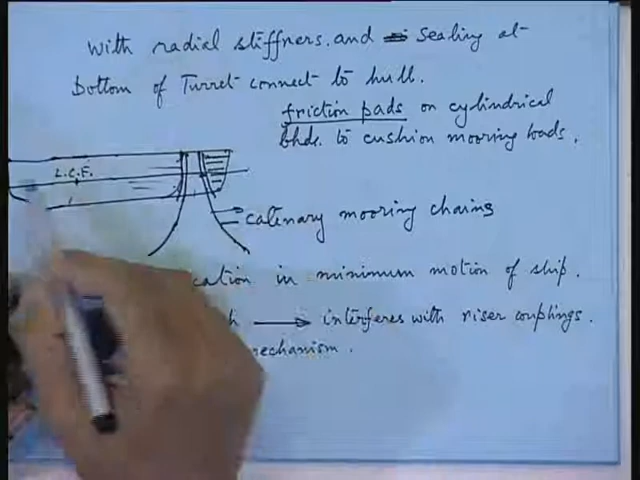 with radial stiffners. and sealing at
bottom of Turret connect to hull.
friction pads on cylindrical
bhds. to cushion mooring loads.
L.C.F.
catenary mooring chains
cation in minimum motion of ship.
h → interferes with riser couplings.
mechanism.